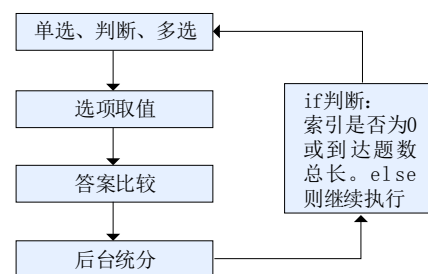 单选、判断、多选
选项取值
答案比较
后台统分
if判断:
索引是否为0
或到达题数
总长。else
则继续执行